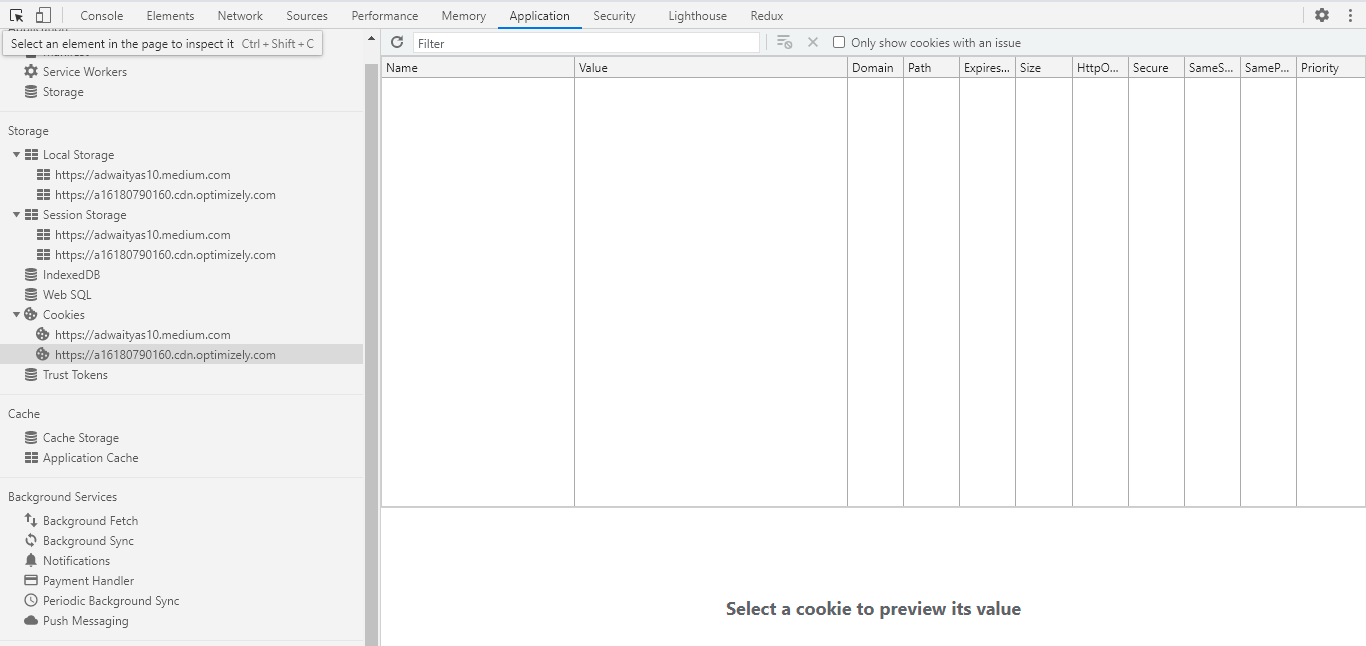 Console Elements Network Sources Performance Memory Application Security Lighthouse Redux
Select an element in the page to inspect it Ctrl + Shift + C
Service Workers
Storage
Storage
Local Storage
https://adwaityas10.medium.com
https://a16180790160.cdn.optimizely.com
Session Storage
https://adwaityas10.medium.com
https://a16180790160.cdn.optimizely.com
IndexedDB
Web SQL
Cookies
https://adwaityas10.medium.com
https://a16180790160.cdn.optimizely.com
Trust Tokens
Cache
Cache Storage
Application Cache
Background Services
Background Fetch
Background Sync
Notifications
Payment Handler
Periodic Background Sync
Push Messaging
Filter Only show cookies with an issue
Name Value Domain Path Expires... Size HttpO... Secure SameS... SameP... Priority
Select a cookie to preview its value